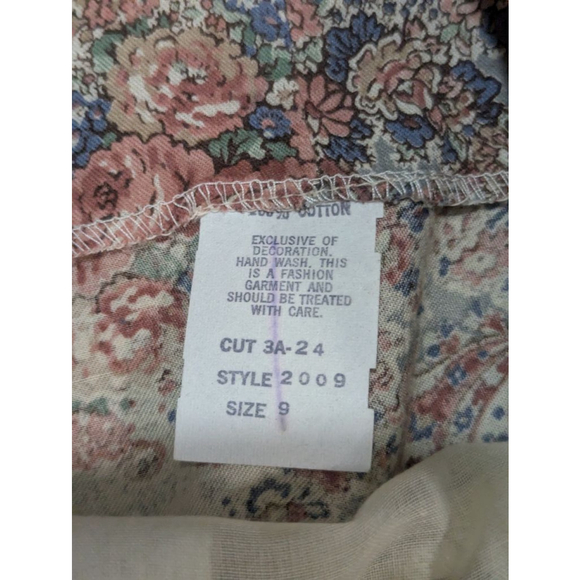 100% COTTON
EXCLUSIVE OF
DECORATION.
HAND WASH. THIS
IS A FASHION
GARMENT AND
SHOULD BE TREATED
WITH CARE.
CUT 3A-24
STYLE 2009
SIZE 9